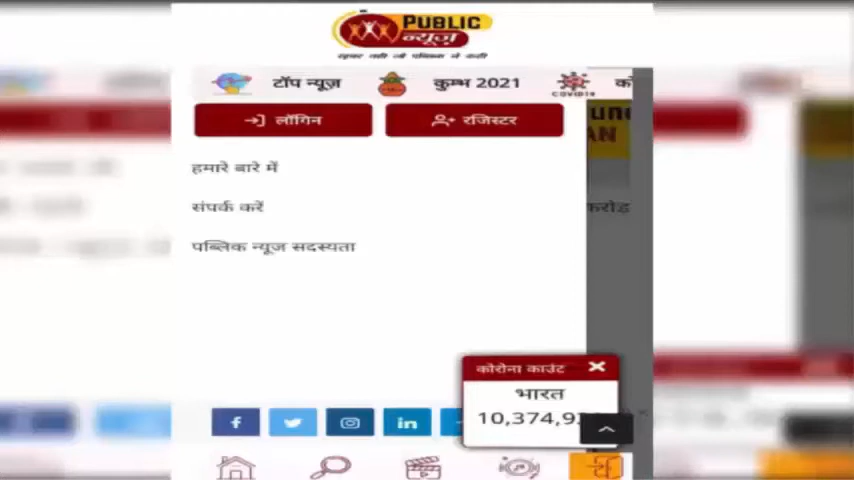 PUBLIC
न्यूज़
टॉप न्यूज़ कुम्भ 2021
COVID19
लॉगिन रजिस्टर
हमारे बारे में
संपर्क करें
पब्लिक न्यूज सदस्यता
कोरोना काउंट
भारत